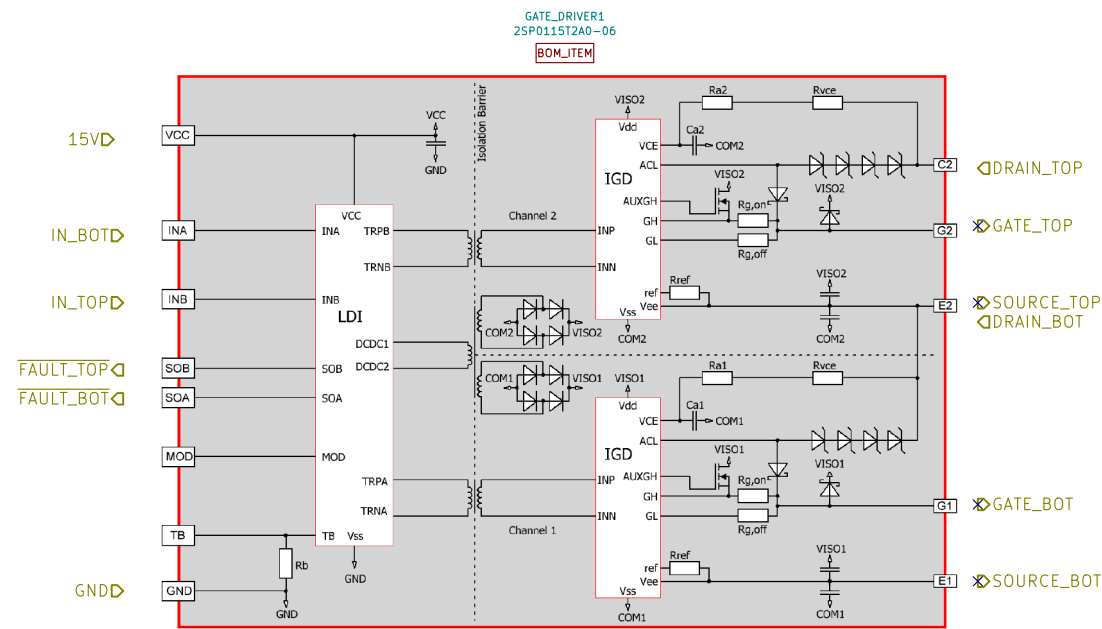 GATE_DRIVER1
2SP0115T2A0-06
BOM_ITEM
15V
VCC
VCC
GND
Isolation Barrier
VISO2
Vdd
Ra2
Rvce
Ca2
COM2
VCE
ACL
C2
DRAIN_TOP
IGD
VISO2
VISO2
AUXGH
Rg,on
GH
GL
Rg,off
G2
GATE_TOP
VCC
IN_BOT
INA
INA
TRPB
Channel 2
INP
TRNB
INN
IN_TOP
INB
INB
LDI
ref
Rref
Vee
VISO2
E2
SOURCE_TOP
DRAIN_BOT
Vss
COM2
COM2
COM2
VISO2
DCDC1
DCDC2
FAULT_TOP
SOB
SOB
FAULT_BOT
SOA
SOA
COM1
VISO1
VISO1
Vdd
Ra1
Rvce
Ca1
COM1
VCE
ACL
MOD
MOD
IGD
VISO1
VISO1
AUXGH
Rg,on
GH
GL
Rg,off
G1
GATE_BOT
TRPA
INP
TRNA
INN
Channel 1
TB
TB
Vss
Rb
GND
GND
GND
GND
ref
Rref
Vee
VISO1
E1
SOURCE_BOT
Vss
COM1
COM1